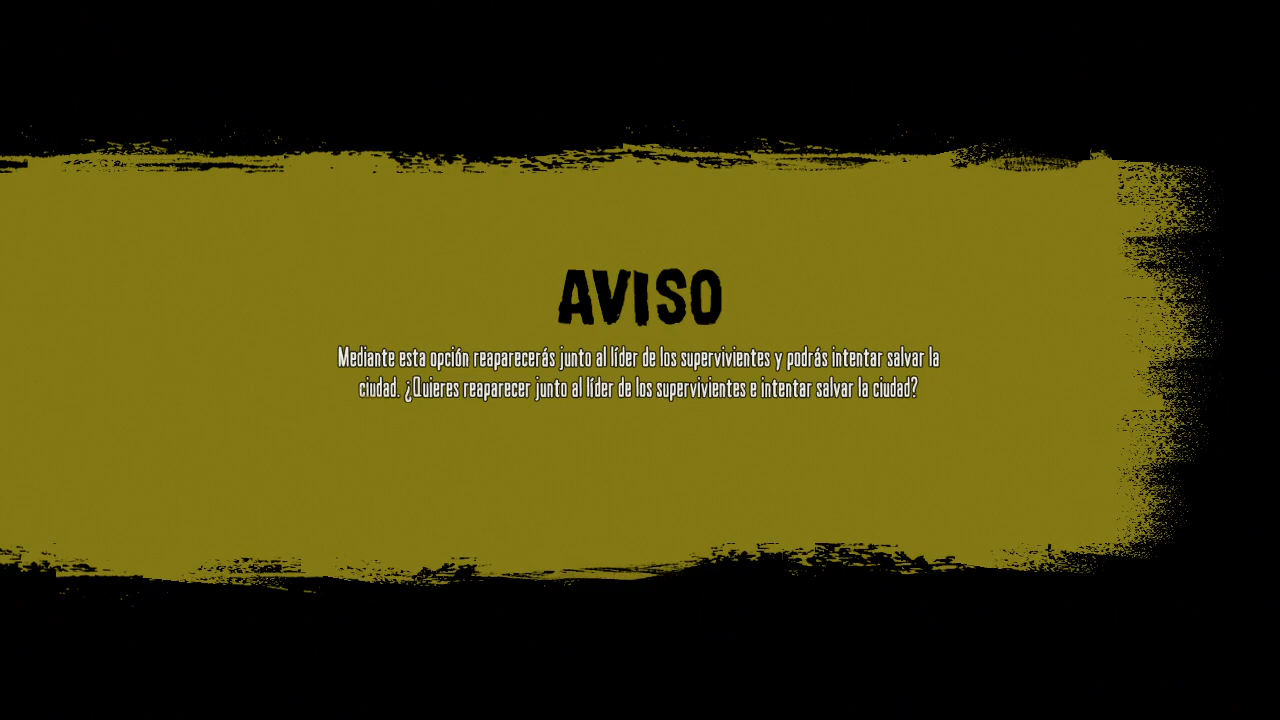 AVISO
Mediante esta opción reaparecerás junto al líder de los supervivientes y podrás intentar salvar la
ciudad. ¿Quieres reaparecer junto al líder de los supervivientes e intentar salvar la ciudad?